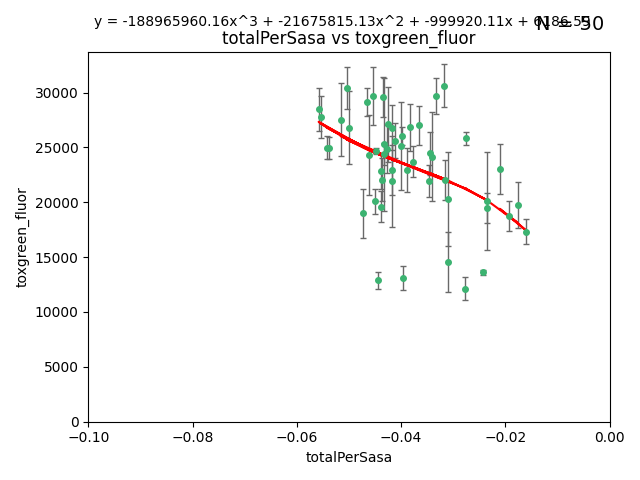 y = -188965960.16x^3 + -21675815.13x^2 + -999920.11x +
N = 50
totalPerSasa vs toxgreen_fluor
30000
25000
20000
15000
10000
5000
0
toxgreen_fluor
−0.10 −0.08 −0.06 −0.04 −0.02 0.00
totalPerSasa